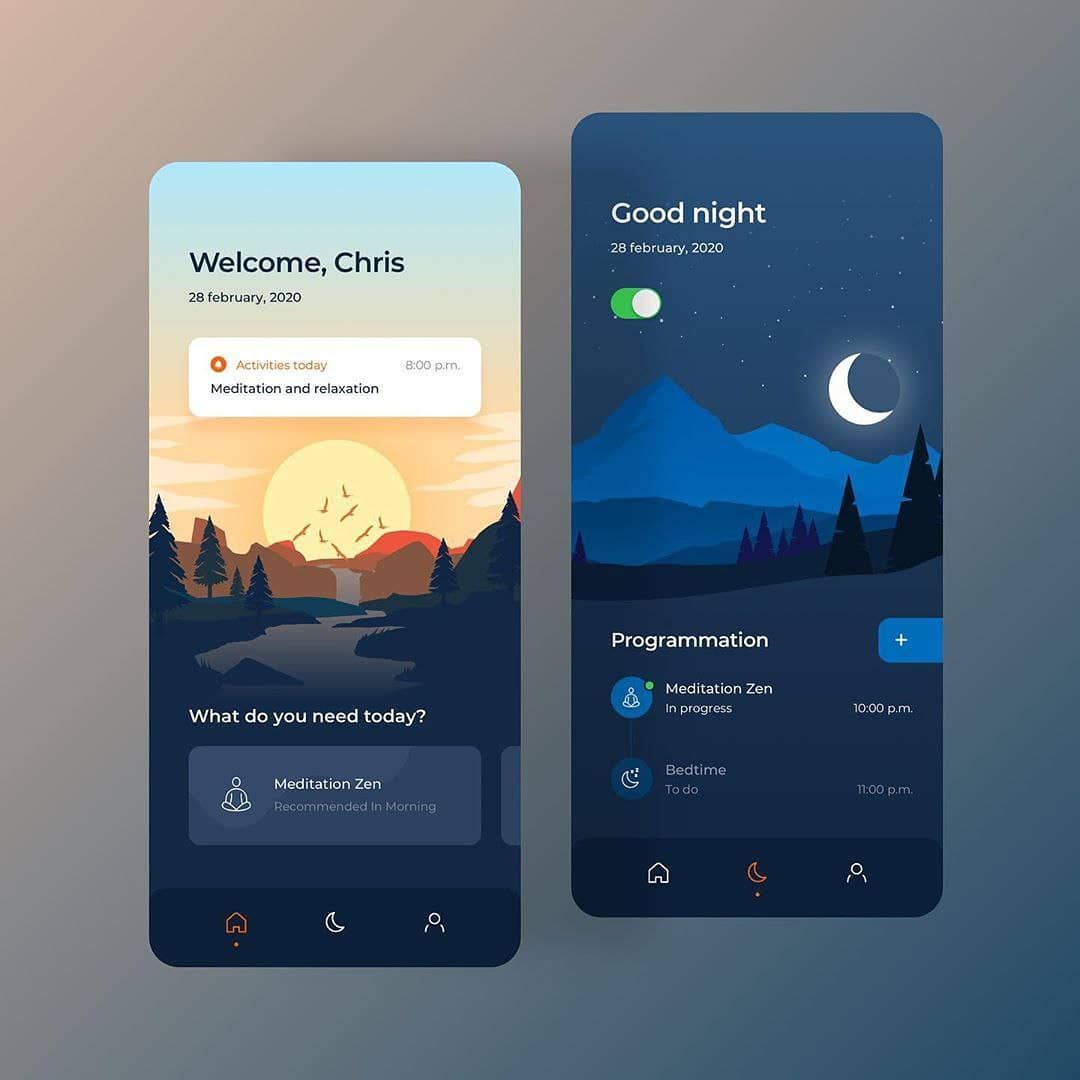 Welcome, Chris
28 february, 2020
Activities today
8:00 p.m.
Meditation and relaxation
What do you need today?
Meditation Zen
Recommended In Morning
Good night
28 february, 2020
Programmation
+
Meditation Zen
In progress
10:00 p.m.
Bedtime
To do
11:00 p.m.